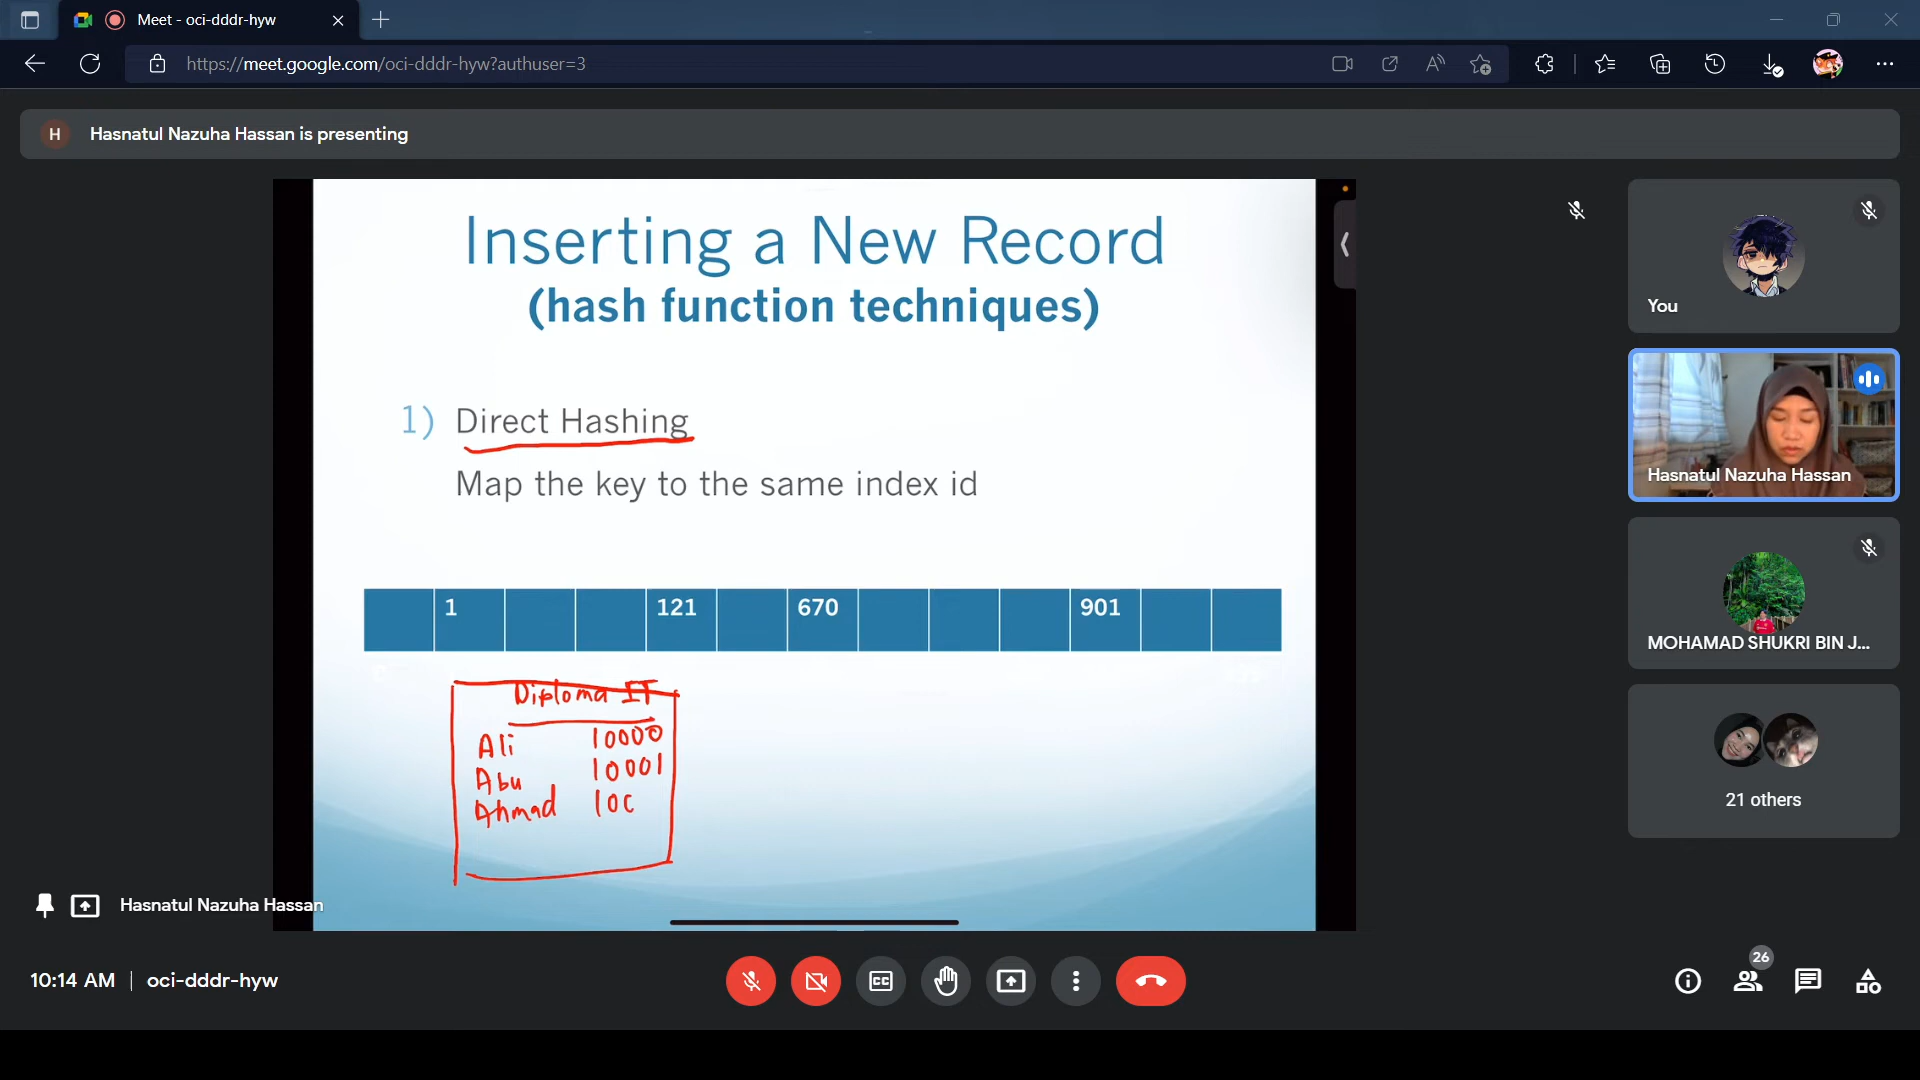 Meet - oci-dddr-hyw
https://meet.google.com/oci-dddr-hyw?authuser=3
H Hasnatul Nazuha Hassan is presenting
Inserting a New Record
(hash function techniques)
1) Direct Hashing
Map the key to the same index id
1 121 670 901
Diploma IT
Ali 10000
Abu 10001
Ahmad 10C
You
Hasnatul Nazuha Hassan
MOHAMAD SHUKRI BIN J...
21 others
Hasnatul Nazuha Hassan
10:14 AM | oci-dddr-hyw
CC
26